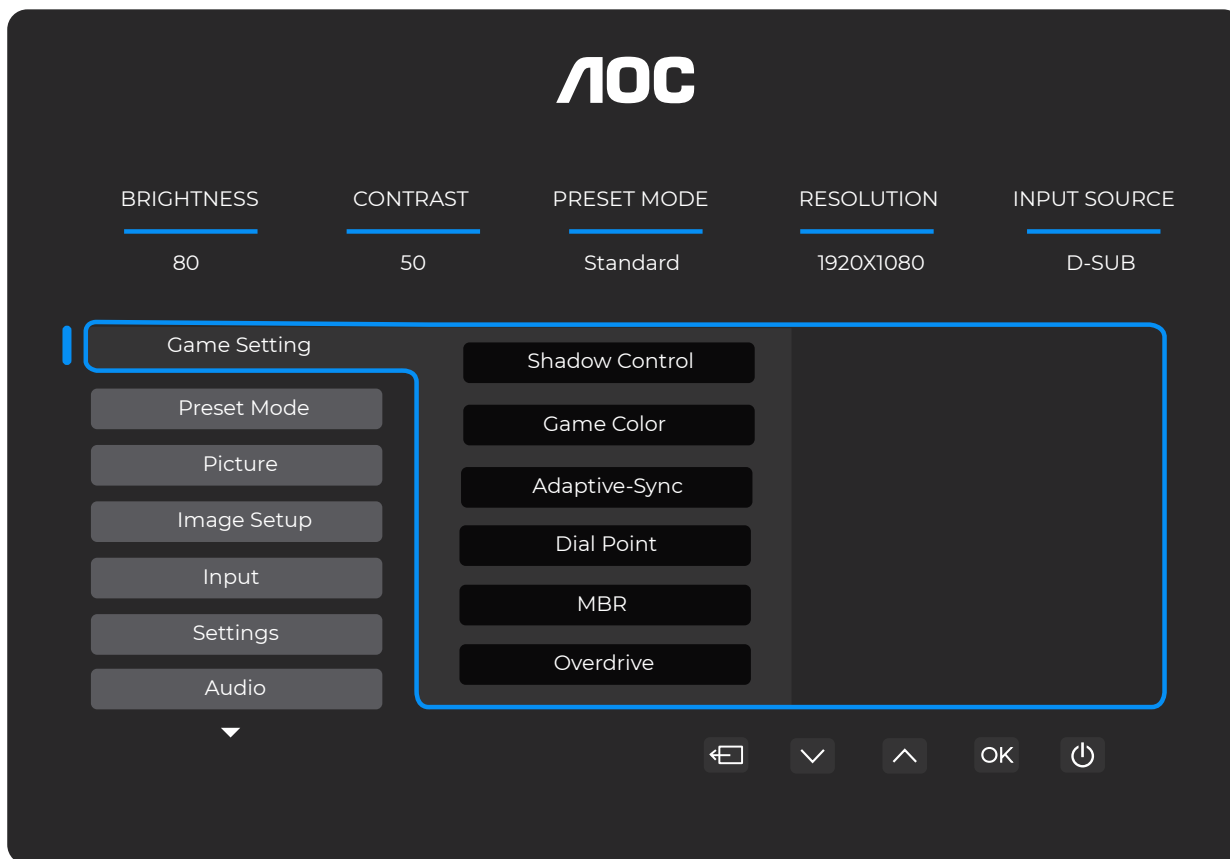 AOC
BRIGHTNESS CONTRAST PRESET MODE RESOLUTION INPUT SOURCE
80 50 Standard 1920X1080 D-SUB
Game Setting
Preset Mode
Picture
Image Setup
Input
Settings
Audio
Shadow Control
Game Color
Adaptive-Sync
Dial Point
MBR
Overdrive
OK